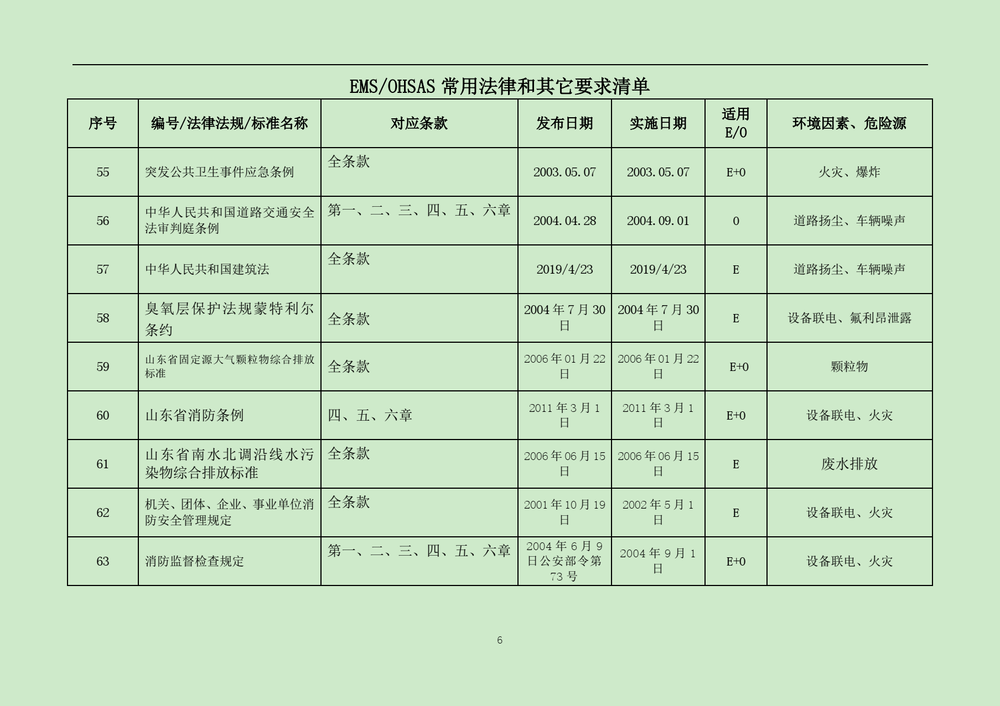 EMS/OHSAS 常用法律和其它要求清单
序号 编号/法律法规/标准名称 对应条款 发布日期 实施日期 适用 E/O 环境因素、危险源
55 突发公共卫生事件应急条例 全条款 2003.05.07 2003.05.07 E+O 火灾、爆炸
56 中华人民共和国道路交通安全
法审判庭条例 第一、二、三、四、五、六章 2004.04.28 2004.09.01 O 道路扬尘、车辆噪声
57 中华人民共和国建筑法 全条款 2019/4/23 2019/4/23 E 道路扬尘、车辆噪声
58 臭氧层保护法规蒙特利尔
条约 全条款 2004 年 7 月 30
日 2004 年 7 月 30
日 E 设备联电、氟利昂泄露
59 山东省固定源大气颗粒物综合排放
标准 全条款 2006 年 01 月 22
日 2006 年 01 月 22
日 E+O 颗粒物
60 山东省消防条例 四、五、六章 2011 年 3 月 1
日 2011 年 3 月 1
日 E+O 设备联电、火灾
61 山东省南水北调沿线水污
染物综合排放标准 全条款 2006 年 06 月 15
日 2006 年 06 月 15
日 E 废水排放
62 机关、团体、企业、事业单位消
防安全管理规定 全条款 2001 年 10 月 19
日 2002 年 5 月 1
日 E 设备联电、火灾
63 消防监督检查规定 第一、二、三、四、五、六章 2004 年 6 月 9
日公安部令第
73 号 2004 年 9 月 1
日 E+O 设备联电、火灾
6